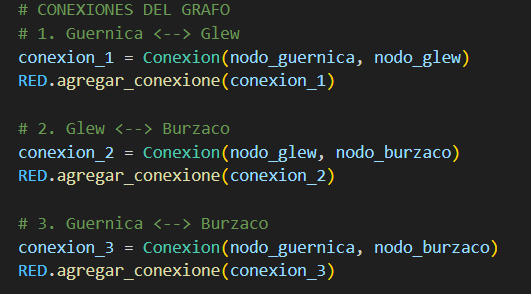 # CONEXIONES DEL GRAFO
# 1. Guernica <--> Glew
conexion_1 = Conexion(nodo_guernica, nodo_glew)
RED.agregar_conexione(conexion_1)
# 2. Glew <--> Burzaco
conexion_2 = Conexion(nodo_glew, nodo_burzaco)
RED.agregar_conexione(conexion_2)
# 3. Guernica <--> Burzaco
conexion_3 = Conexion(nodo_guernica, nodo_burzaco)
RED.agregar_conexione(conexion_3)